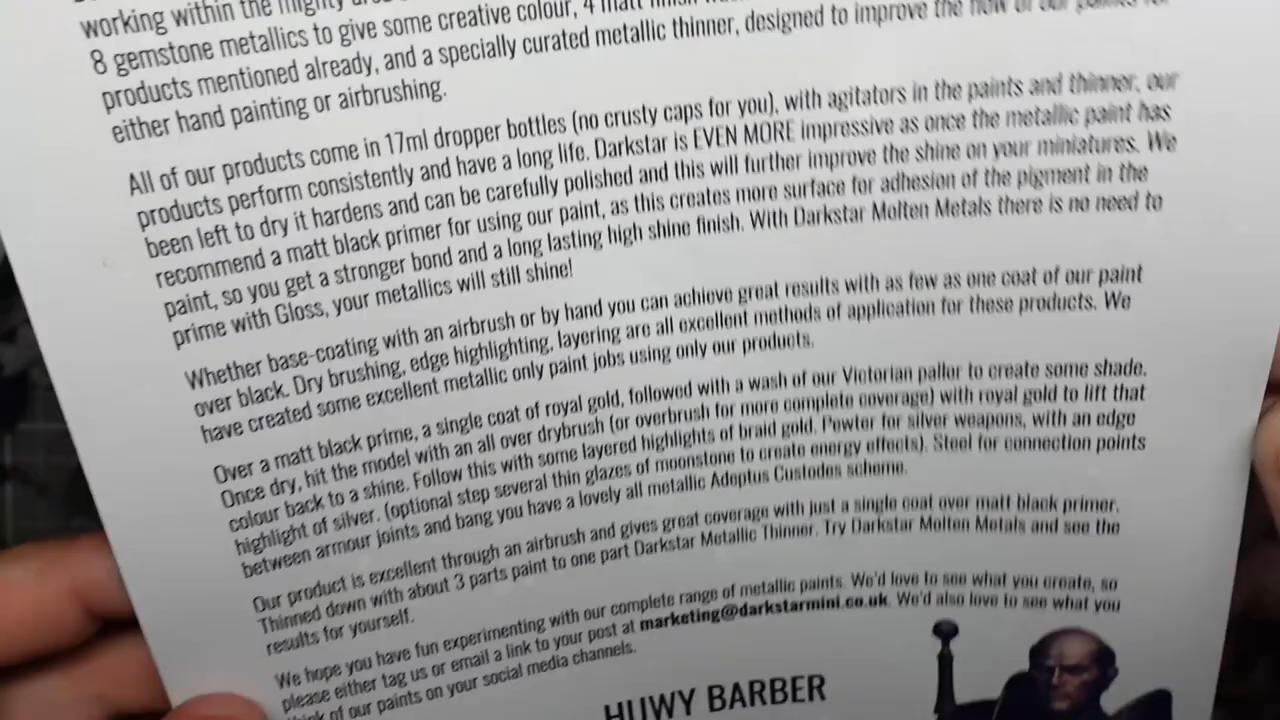 working within the mighty
8 gemstone metallics to give some creative colour, 4 matt finish
products mentioned already, and a specially curated metallic thinner, designed to improve the flow of our paints for
either hand painting or airbrushing.
All of our products come in 17ml dropper bottles (no crusty caps for you), with agitators in the paints and thinner, our
products perform consistently and have a long life. Darkstar is EVEN MORE impressive as once the metallic paint has
been left to dry it hardens and can be carefully polished and this will further improve the shine on your miniatures. We
recommend a matt black primer for using our paint, as this creates more surface for adhesion of the pigment in the
paint, so you get a stronger bond and a long lasting high shine finish. With Darkstar Molten Metals there is no need to
prime with Gloss, your metallics will still shine!
Whether base-coating with an airbrush or by hand you can achieve great results with as few as one coat of our paint
over black. Dry brushing, edge highlighting, layering are all excellent methods of application for these products. We
have created some excellent metallic only paint jobs using only our products.
Over a matt black prime, a single coat of royal gold, followed with a wash of our Victorian pallor to create some shade.
Once dry, hit the model with an all over drybrush (or overbrush for more complete coverage) with royal gold to lift that
colour back to a shine. Follow this with some layered highlights of braid gold. Pewter for silver weapons, with an edge
highlight of silver. (optional step several thin glazes of moonstone to create energy effects). Steel for connection points
between armour joints and bang you have a lovely all metallic Adeptus Custodes scheme.
Our product is excellent through an airbrush and gives great coverage with just a single coat over matt black primer.
Thinned down with about 3 parts paint to one part Darkstar Metallic Thinner. Try Darkstar Molten Metals and see the
results for yourself.
We hope you have fun experimenting with our complete range of metallic paints. We'd love to see what you create, so
please either tag us or email a link to your post at marketing@darkstarmini.co.uk. We'd also love to see what you
think of our paints on your social media channels.
HUWY BARBER